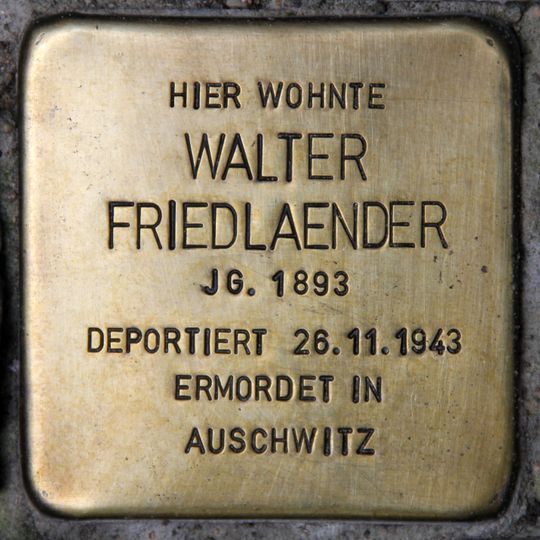 HIER WOHNTE
WALTER
FRIEDLAENDER
JG. 1893
DEPORTIERT 26.11.1943
ERMORDET IN
AUSCHWITZ